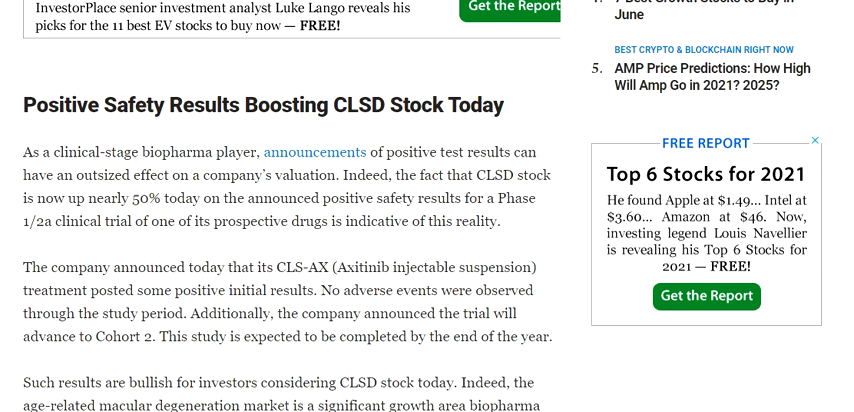 InvestorPlace senior investment analyst Luke Lango reveals his
picks for the 11 best EV stocks to buy now — FREE!
Get the Report
Positive Safety Results Boosting CLSD Stock Today
As a clinical-stage biopharma player, announcements of positive test results can
have an outsized effect on a company's valuation. Indeed, the fact that CLSD stock
is now up nearly 50% today on the announced positive safety results for a Phase
1/2a clinical trial of one of its prospective drugs is indicative of this reality.
The company announced today that its CLS-AX (Axitinib injectable suspension)
treatment posted some positive initial results. No adverse events were observed
through the study period. Additionally, the company announced the trial will
advance to Cohort 2. This study is expected to be completed by the end of the year.
Such results are bullish for investors considering CLSD stock today. Indeed, the
age-related macular degeneration market is a significant growth area biopharma
7 Best Growth Stocks to Buy in
June
BEST CRYPTO & BLOCKCHAIN RIGHT NOW
5. AMP Price Predictions: How High
Will Amp Go in 2021? 2025?
FREE REPORT
Top 6 Stocks for 2021
He found Apple at $1.49... Intel at
$3.60... Amazon at $46. Now,
investing legend Louis Navellier
is revealing his Top 6 Stocks for
2021 — FREE!
Get the Report